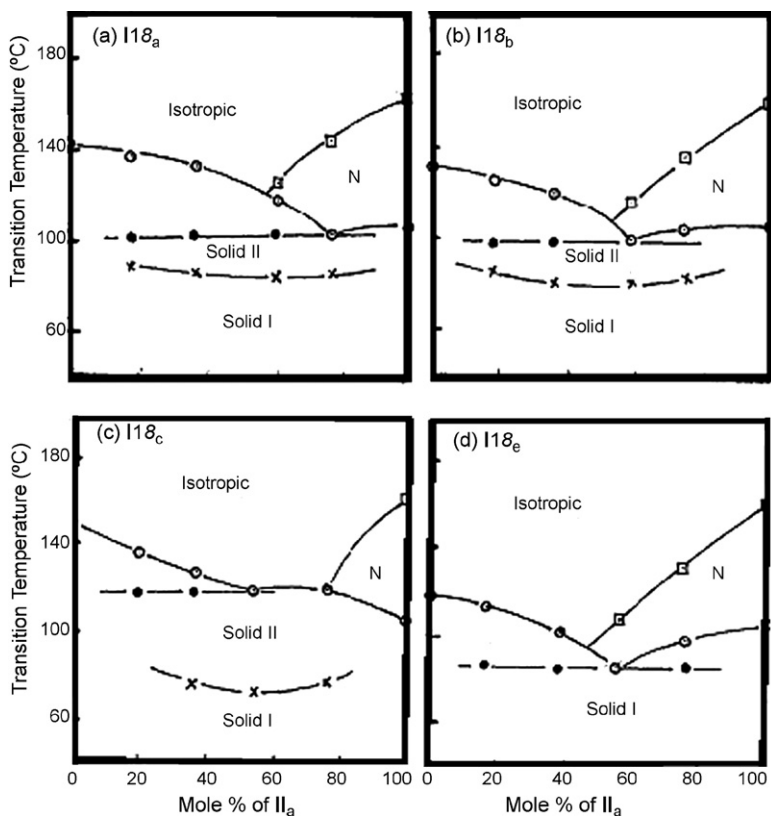 (a) I18a
(b) I18b
Transition Temperature (ºC)
180
140
100
60
Isotropic
N
Solid II
Solid I
Isotropic
N
Solid II
Solid I
(c) I18c
(d) I18e
Transition Temperature (ºC)
180
140
100
60
Isotropic
N
Solid II
Solid I
Isotropic
N
Solid I
0 20 40 60 80 100
0 20 40 60 80 100
Mole % of IIa
Mole % of IIa